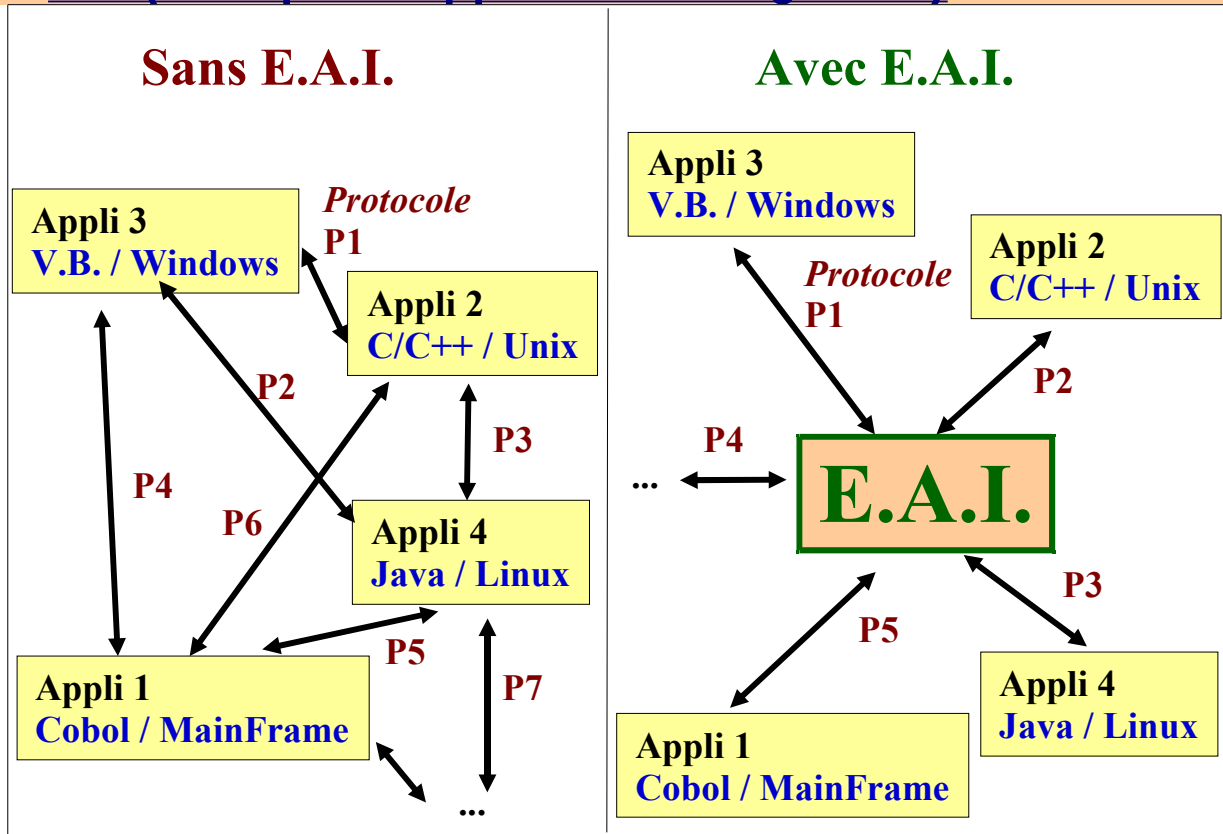 Sans E.A.I.
Appli 3
V.B. / Windows
Protocole
P1
Appli 2
C/C++ / Unix
P2
P3
P4
P6
Appli 4
Java / Linux
P5
P7
Appli 1
Cobol / MainFrame
...
Avec E.A.I.
Appli 3
V.B. / Windows
Appli 2
C/C++ / Unix
Protocole
P1
P2
P4
...
E.A.I.
P3
P5
Appli 4
Java / Linux
Appli 1
Cobol / MainFrame